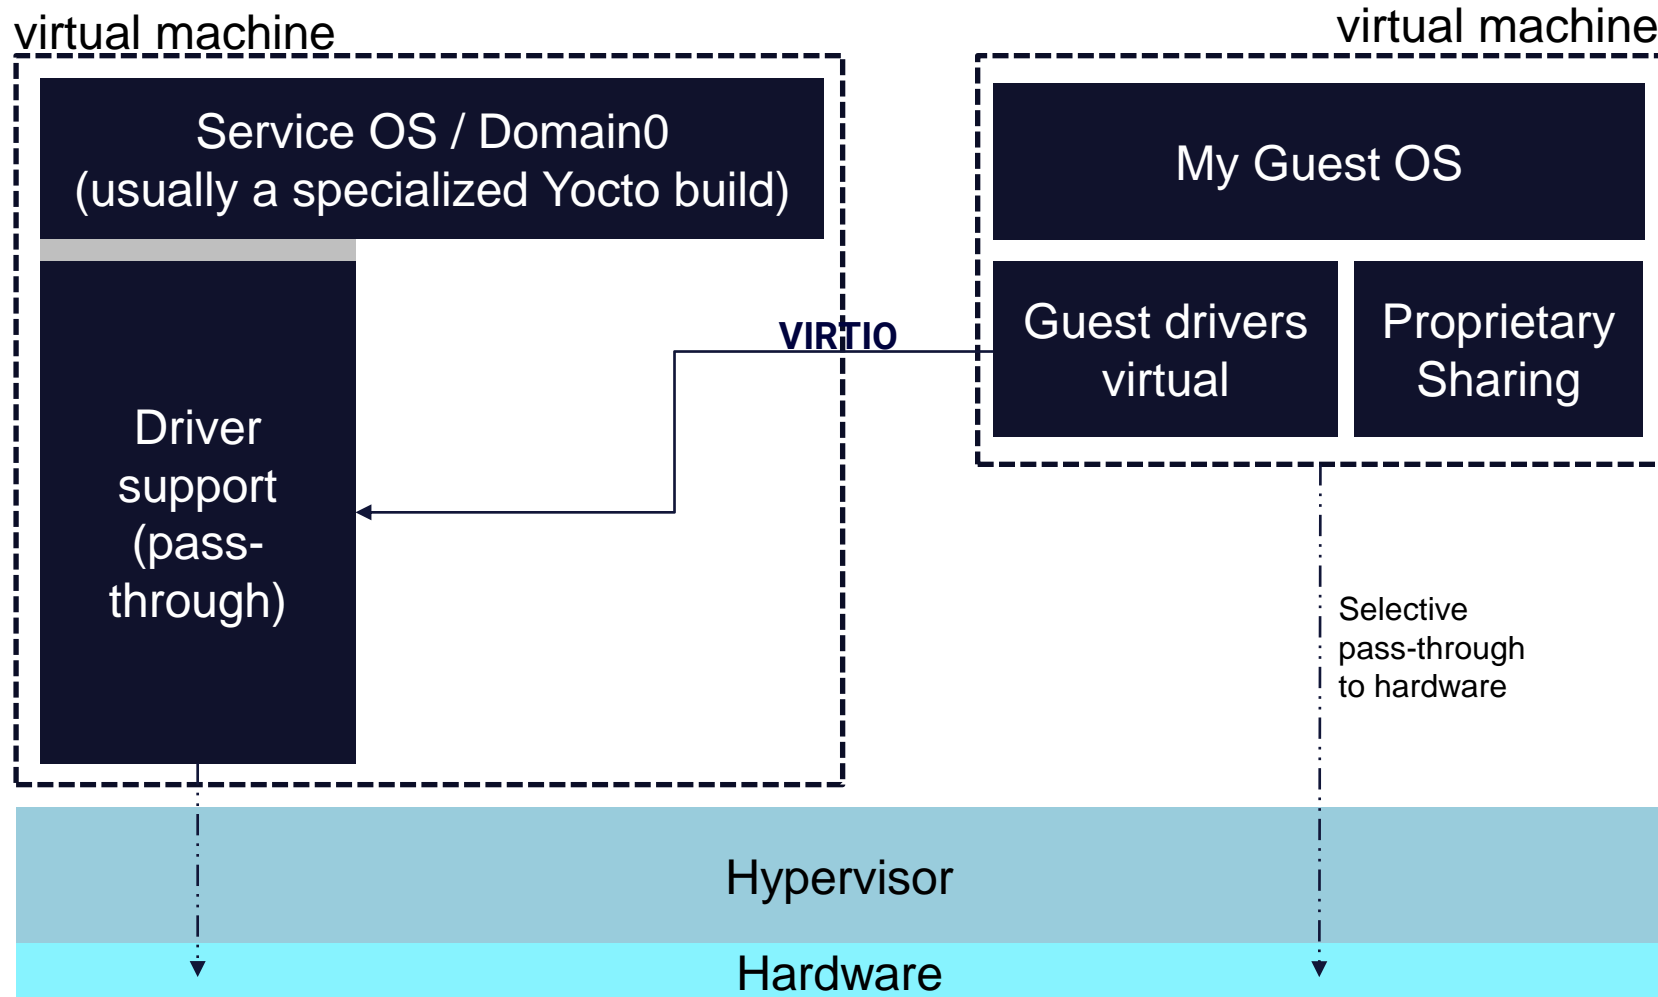 virtual machine
virtual machine
Service OS / Domain0
(usually a specialized Yocto build)
My Guest OS
Guest drivers
virtual
Proprietary
Sharing
VIRTIO
Driver
support
(pass-
through)
Selective
pass-through
to hardware
Hypervisor
Hardware